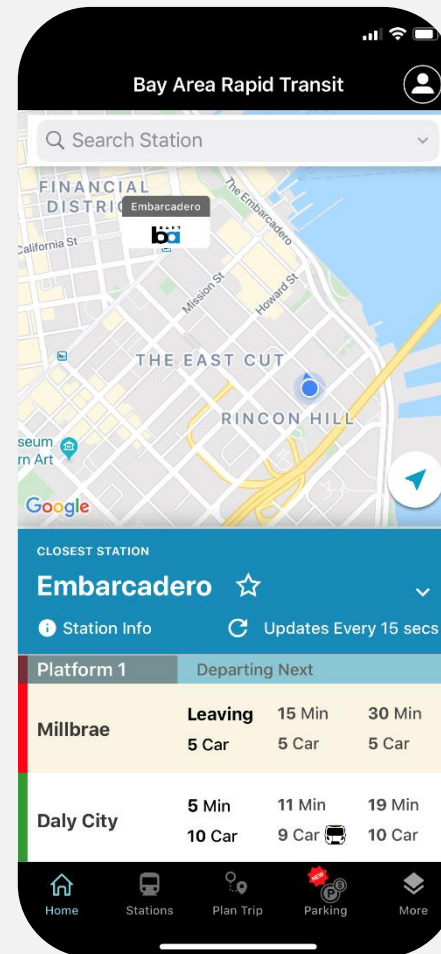 Bay Area Rapid Transit
Search Station
FINANCIAL
DISTRIC
Embarcadero
ba
The Embarcadero
California St
Mission St
Howard St
THE EAST CUT
RINCON HILL
seum
rn Art
Google
CLOSEST STATION
Embarcadero
Station Info
Updates Every 15 secs
Platform 1
Departing Next
Millbrae
Leaving 15 Min 30 Min
5 Car 5 Car 5 Car
Daly City
5 Min 11 Min 19 Min
10 Car 9 Car 10 Car
NEW
P $
Home Stations Plan Trip Parking More